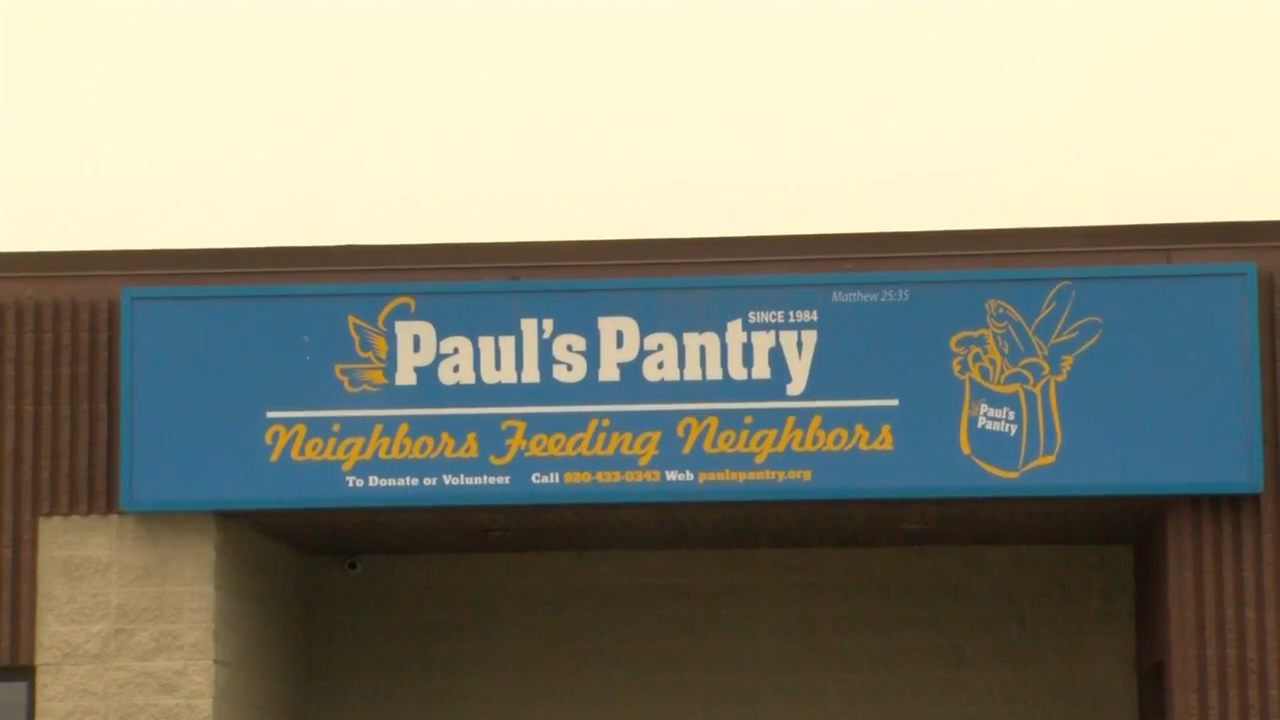 Matthew 25:35
SINCE 1984
Paul's Pantry
Neighbors Feeding Neighbors
To Donate or Volunteer Call 920-433-0343 Web paulspantry.org
Paul's
Pantry